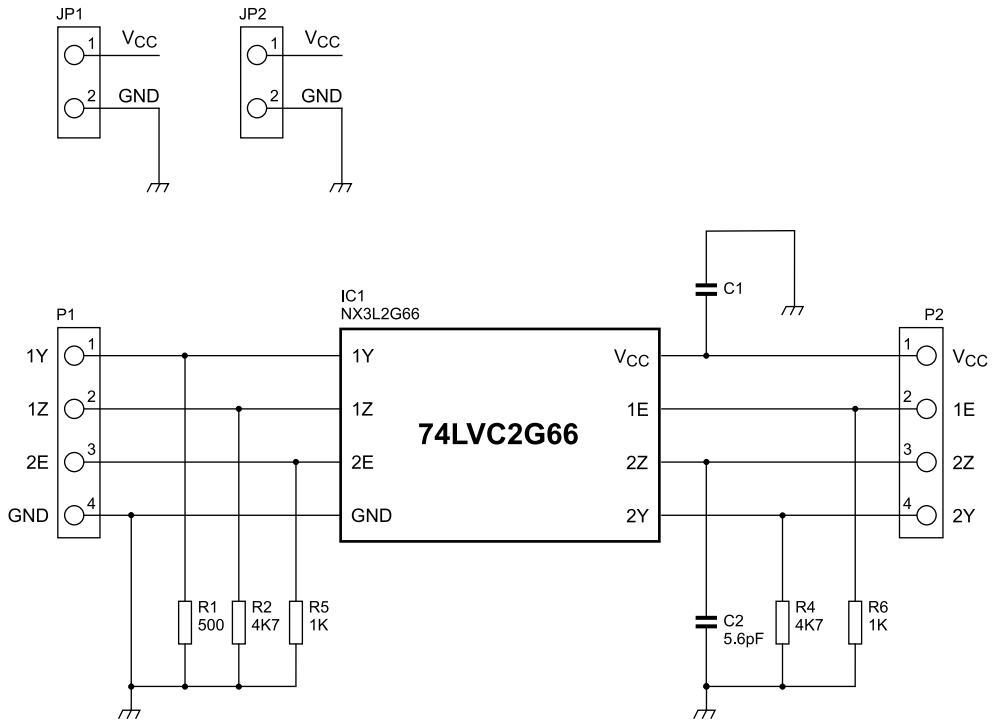 JP1
1
VCC
2
GND
JP2
1
VCC
2
GND
C1
IC1
NX3L2G66
P1
1Y
1
1Z
2
2E
3
GND
4
1Y
1Z
2E
GND
74LVC2G66
VCC
1E
2Z
2Y
P2
1
VCC
2
1E
3
2Z
4
2Y
R1
500
R2
4K7
R5
1K
C2
5.6pF
R4
4K7
R6
1K